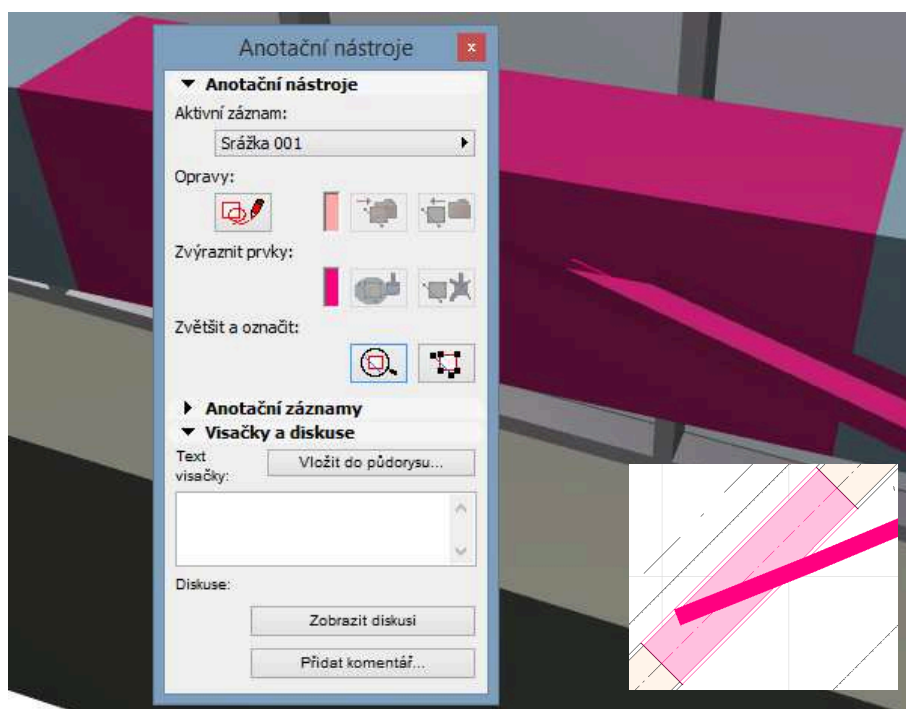 Anotační nástroje
x
Anotační nástroje
Aktivní záznam:
Srážka 001
Opravy:
Zvýraznit prvky:
Zvětšit a označit:
Anotační záznamy
Visačky a diskuse
Text
visačky:
Vložit do půdorysu...
Diskuse:
Zobrazit diskusi
Přidat komentář...